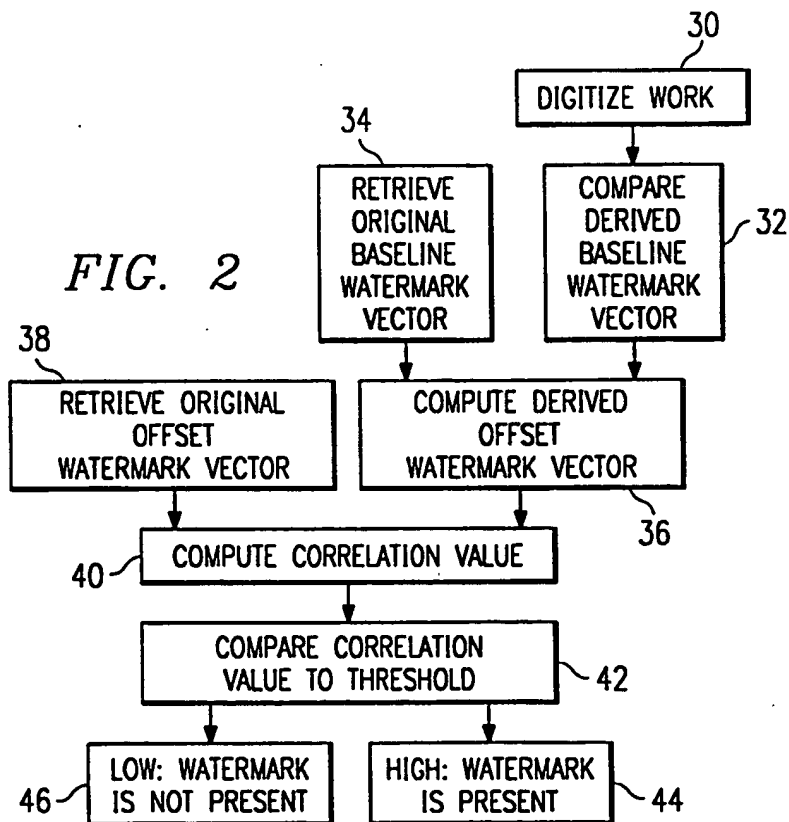 30
DIGITIZE WORK
34
RETRIEVE
ORIGINAL
BASELINE
WATERMARK
VECTOR
COMPARE
DERIVED
BASELINE
WATERMARK
VECTOR
32
FIG. 2
38
RETRIEVE ORIGINAL
OFFSET
WATERMARK VECTOR
COMPUTE DERIVED
OFFSET
WATERMARK VECTOR
36
40
COMPUTE CORRELATION VALUE
COMPARE CORRELATION
VALUE TO THRESHOLD
42
46
LOW: WATERMARK
IS NOT PRESENT
HIGH: WATERMARK
IS PRESENT
44